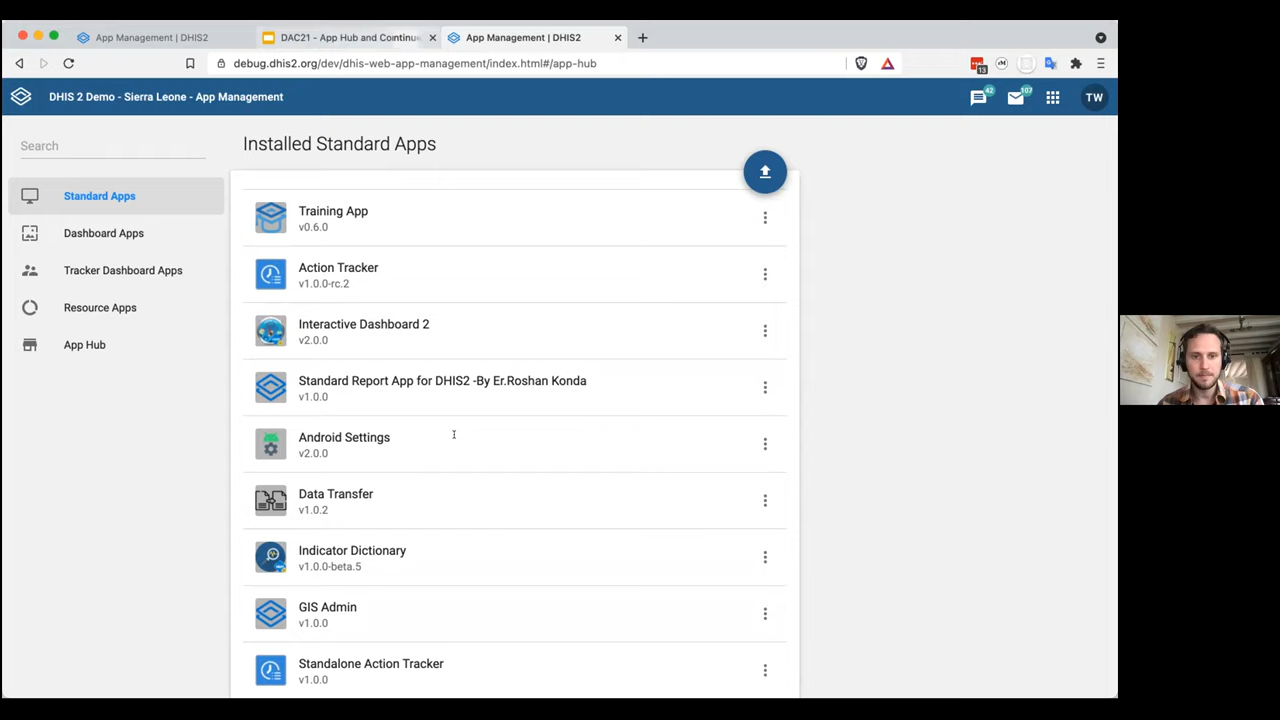 App Management | DHIS2
DAC21 - App Hub and Continue
App Management | DHIS2
debug.dhis2.org/dev/dhis-web-app-management/index.html#/app-hub
13
DHIS 2 Demo - Sierra Leone - App Management
42
107
TW
Search
Installed Standard Apps
Standard Apps
Dashboard Apps
Tracker Dashboard Apps
Resource Apps
App Hub
Training App
v0.6.0
Action Tracker
v1.0.0-rc.2
Interactive Dashboard 2
v2.0.0
Standard Report App for DHIS2 -By Er.Roshan Konda
v1.0.0
Android Settings
v2.0.0
Data Transfer
v1.0.2
Indicator Dictionary
v1.0.0-beta.5
GIS Admin
v1.0.0
Standalone Action Tracker
v1.0.0